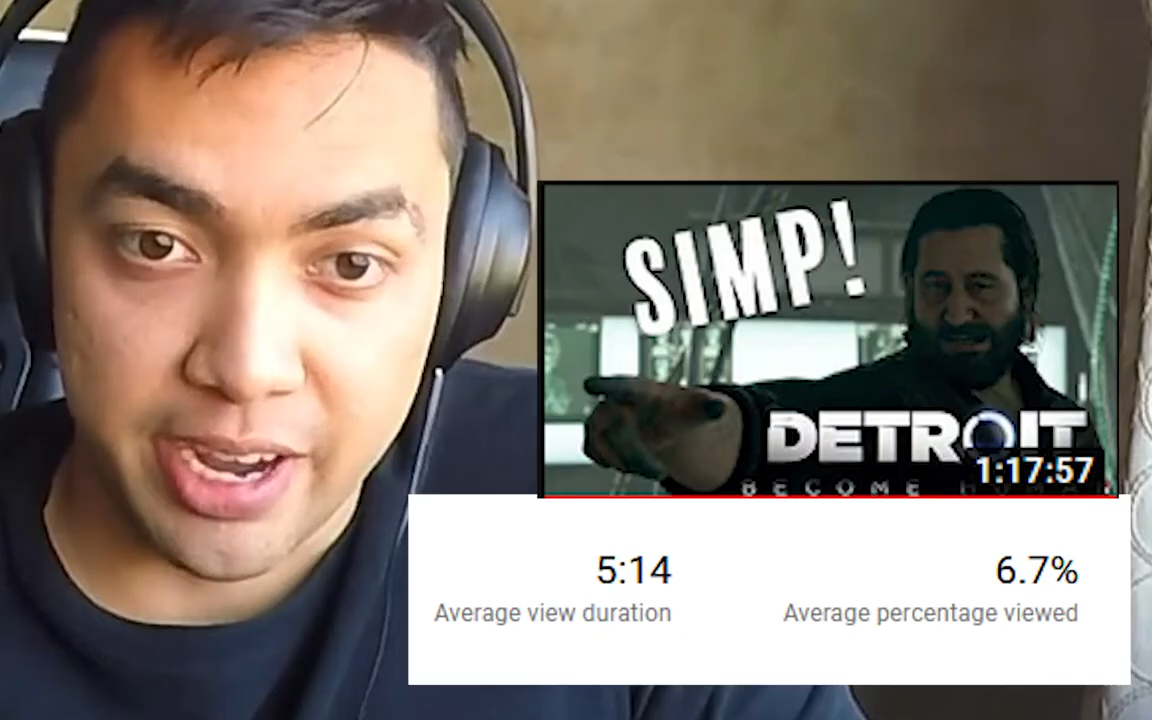 SIMP!
DETROIT
1:17:57
BECOME HUMAN
5:14
6.7%
Average view duration
Average percentage viewed